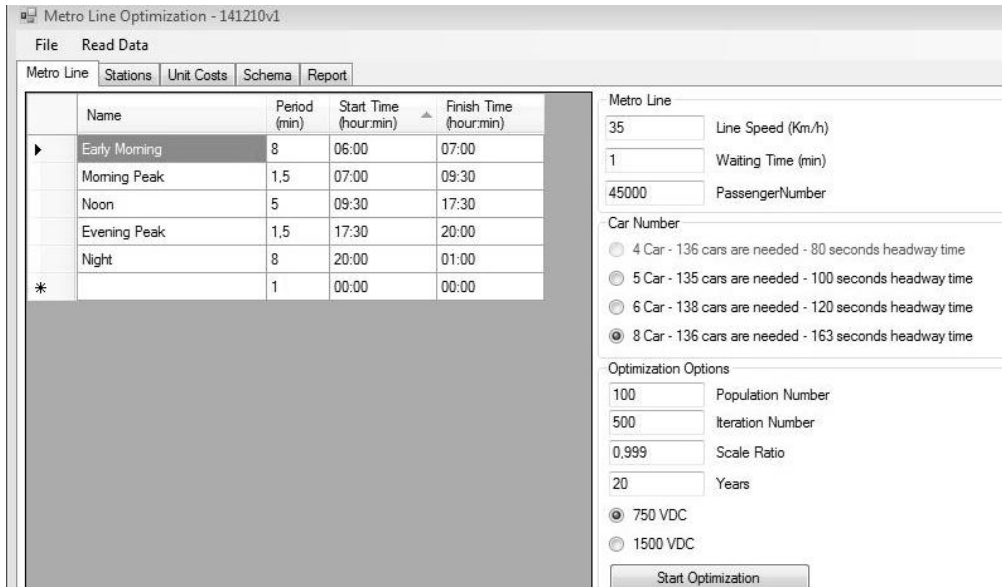 Metro Line Optimization - 141210v1
File Read Data
Metro Line Stations Unit Costs Schema Report
Name Period (min) Start Time (hour:min) Finish Time (hour:min)
Early Morning 8 06:00 07:00
Morning Peak 1,5 07:00 09:30
Noon 5 09:30 17:30
Evening Peak 1,5 17:30 20:00
Night 8 20:00 01:00
1 00:00 00:00
Metro Line
35 Line Speed (Km/h)
1 Waiting Time (min)
45000 PassengerNumber
Car Number
4 Car - 136 cars are needed - 80 seconds headway time
5 Car - 135 cars are needed - 100 seconds headway time
6 Car - 138 cars are needed - 120 seconds headway time
8 Car - 136 cars are needed - 163 seconds headway time
Optimization Options
100 Population Number
500 Iteration Number
0,999 Scale Ratio
20 Years
750 VDC
1500 VDC
Start Optimization